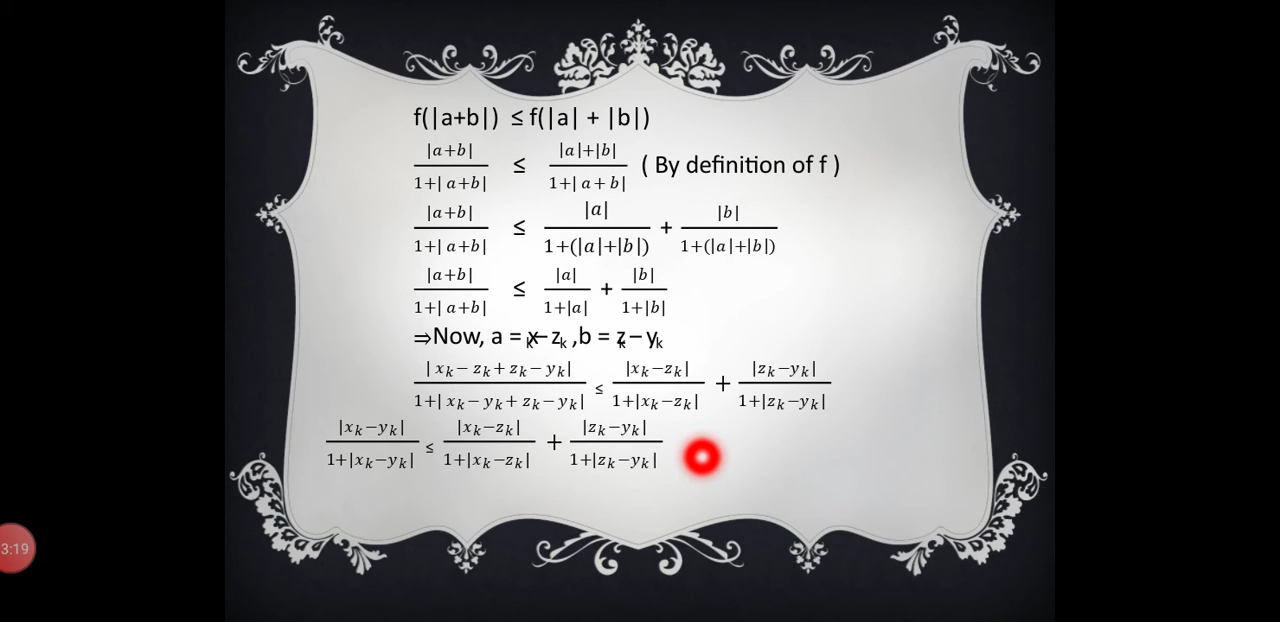 f(|a+b|) ≤ f(|a| + |b|)
|a+b| / 1+| a+b| ≤ |a|+|b| / 1+| a+b| ( By definition of f )
|a+b| / 1+| a+b| ≤ |a| / 1+(|a|+|b|) + |b| / 1+(|a|+|b|)
|a+b| / 1+| a+b| ≤ |a| / 1+|a| + |b| / 1+|b|
⇒Now, a = xₖ− zₖ ,b = zₖ− yₖ
| xₖ− zₖ+ zₖ− yₖ| / 1+| xₖ− yₖ+ zₖ− yₖ| ≤ |xₖ−zₖ| / 1+|xₖ−zₖ| + |zₖ−yₖ| / 1+|zₖ−yₖ|
|xₖ−yₖ| / 1+|xₖ−yₖ| ≤ |xₖ−zₖ| / 1+|xₖ−zₖ| + |zₖ−yₖ| / 1+|zₖ−yₖ|
3:19